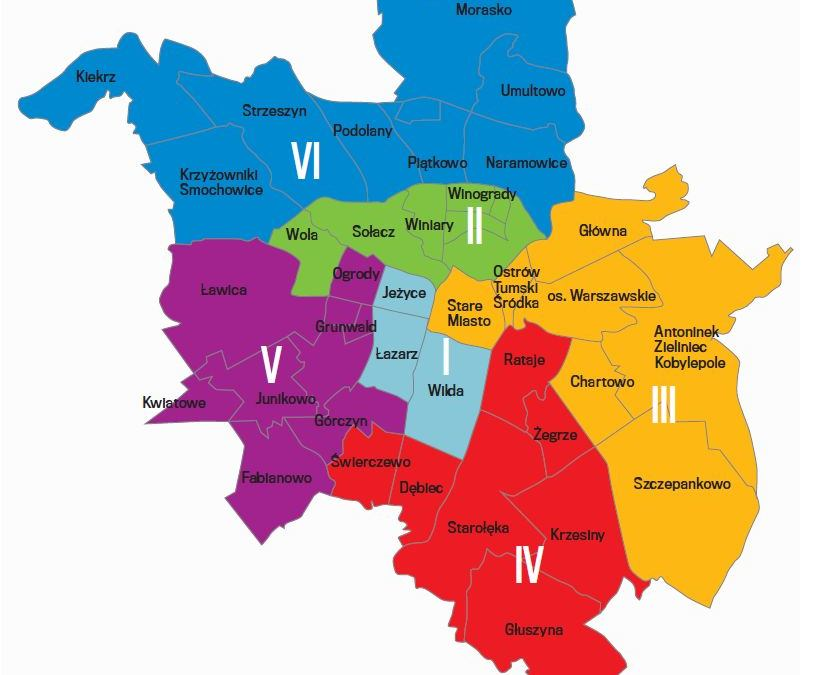 Morasko
Kiekrz
Umultowo
Strzeszyn
Podolany
VI
Piątkowo
Naramowice
Krzyżowniki
Smochowice
Winogrady
Winiary
II
Sołacz
Wola
Główna
Ogrody
Ostrów
Tumski
Śródka
Ławica
Jeżyce
os. Warszawskie
Stare
Miasto
Grunwald
Antoninek
Zieliniec
Kobylepole
Łazarz
I
Rataje
V
Chartowo
Wilda
Junikowo
Kwiatowe
III
Górczyn
Żegrze
Świerczewo
Fabianowo
Dębiec
Szczepankowo
Starołęka
Krzesiny
IV
Głuszyna